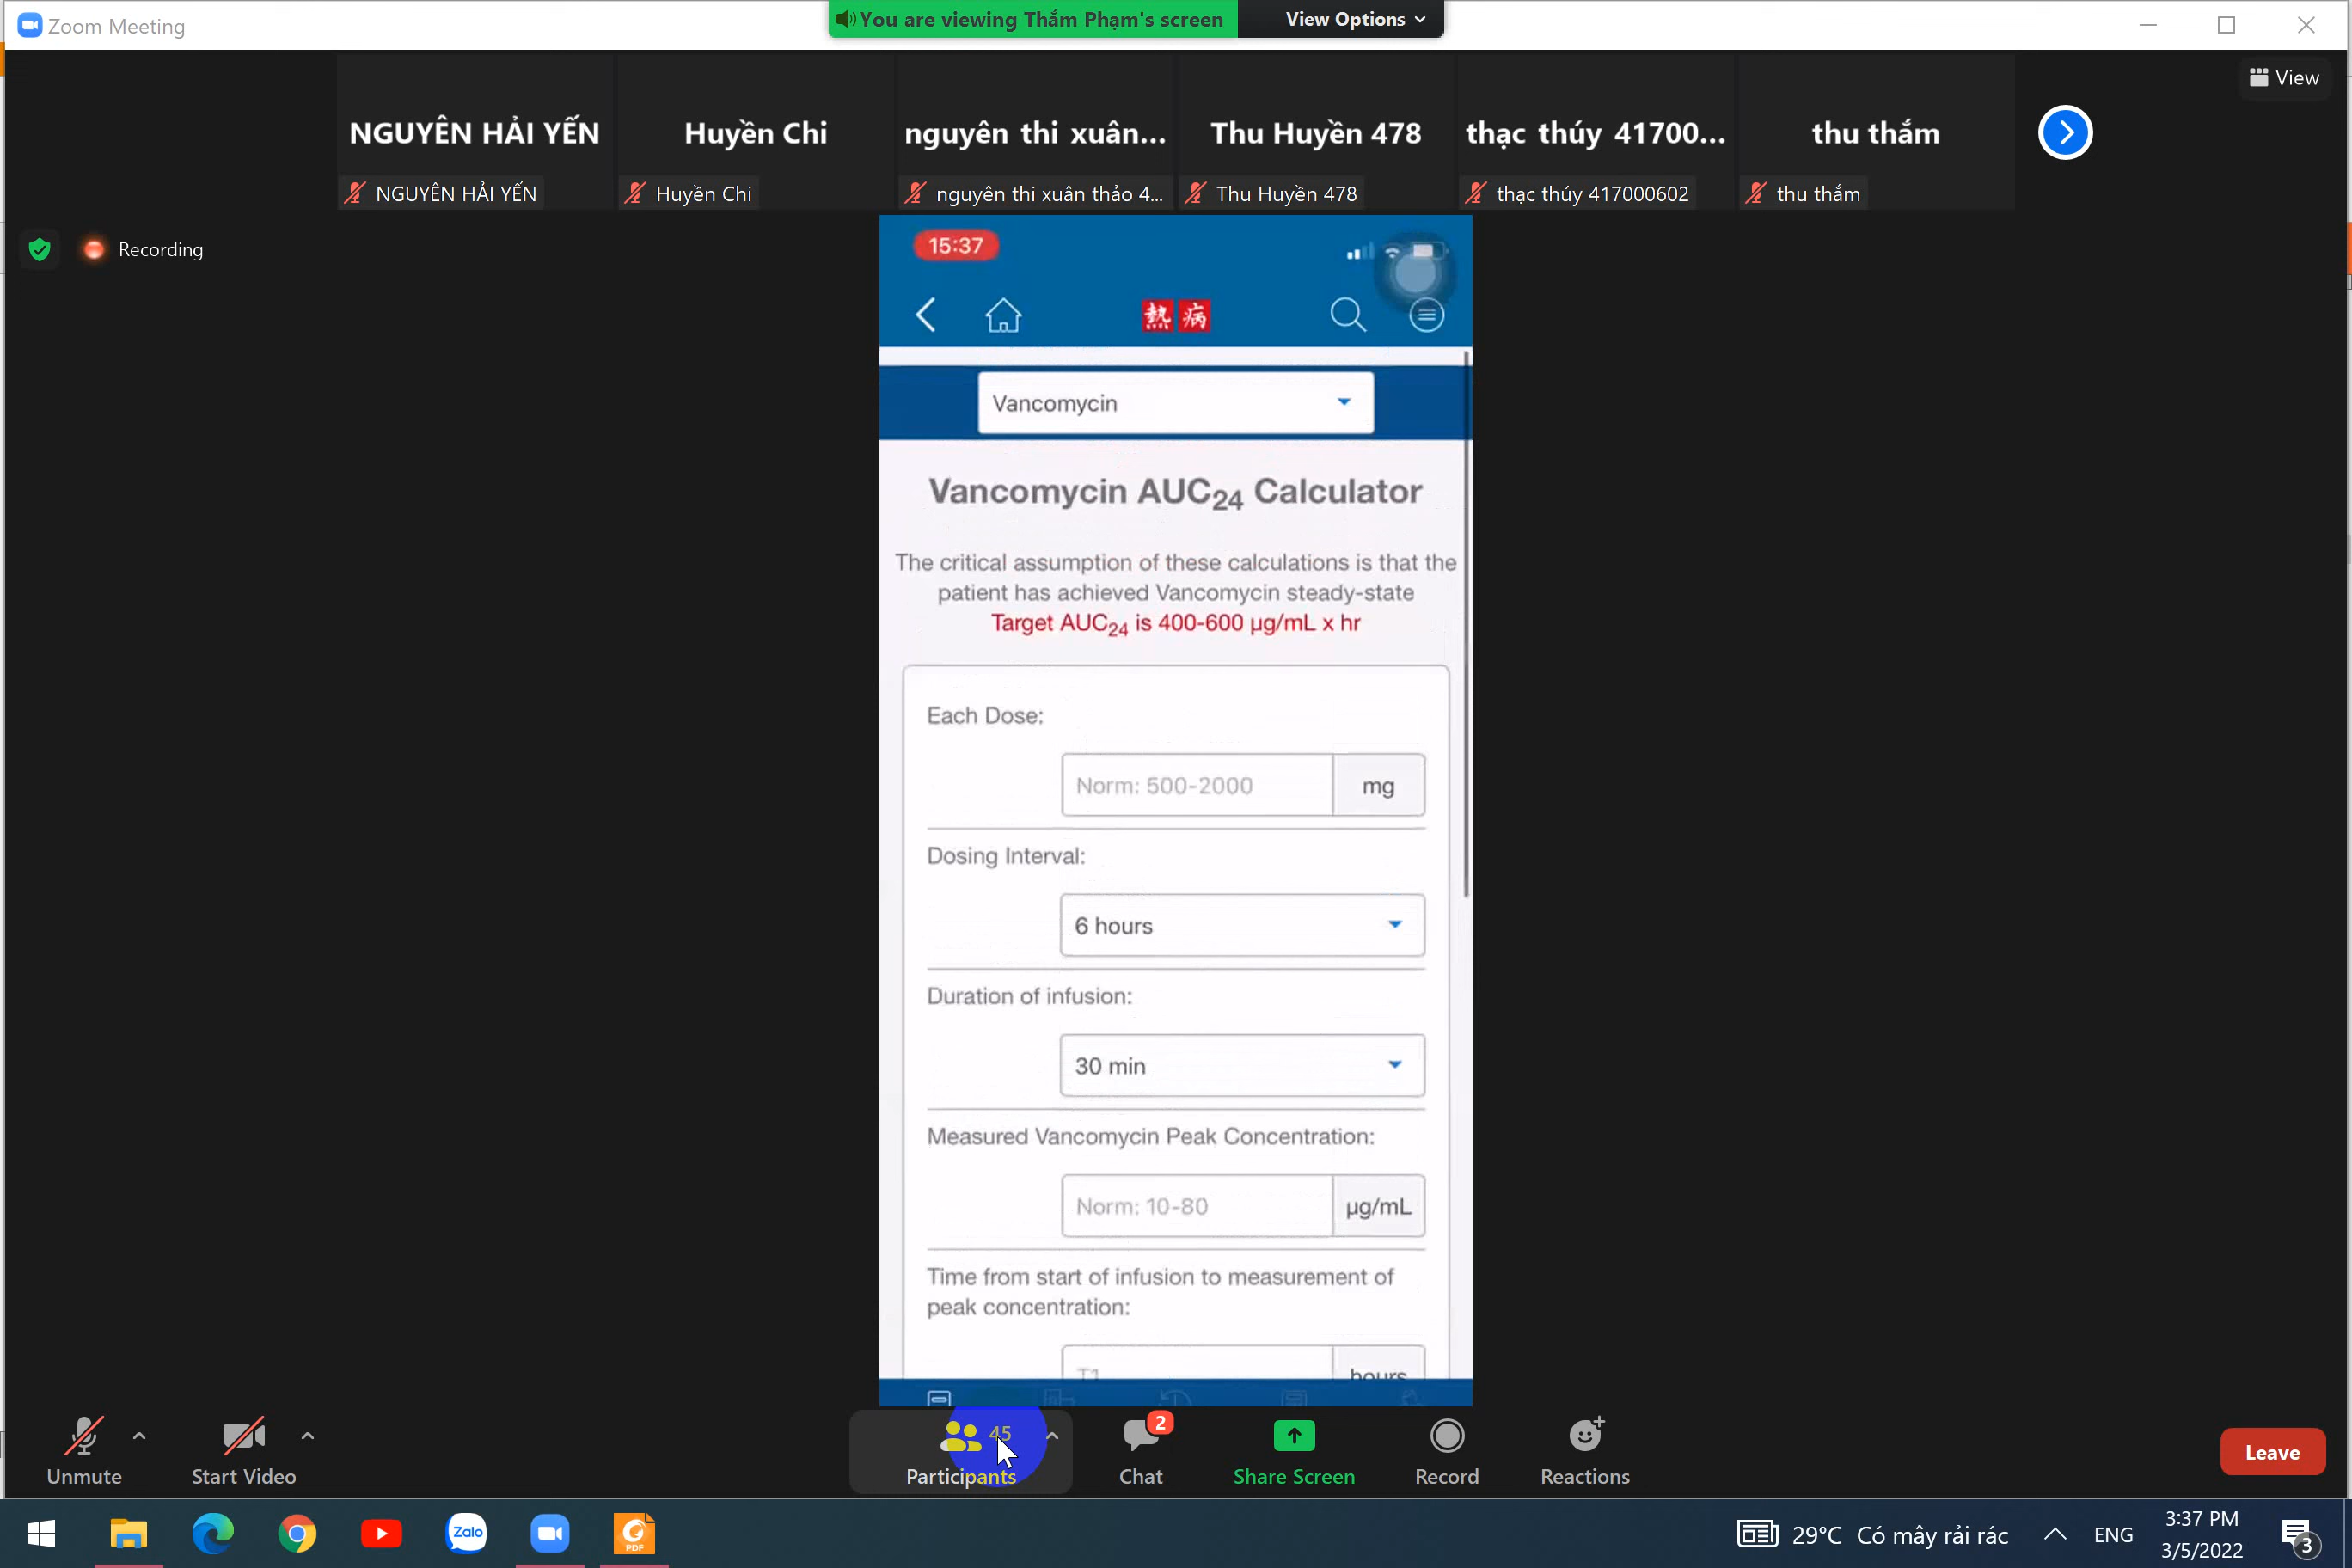 Zoom Meeting
You are viewing Thắm Phạm's screen
View Options
View
NGUYÊN HẢI YẾN
Huyền Chi
nguyên thi xuân...
Thu Huyền 478
thạc thúy 41700...
thu thắm
NGUYÊN HẢI YẾN
Huyền Chi
nguyên thi xuân thảo 4...
Thu Huyền 478
thạc thúy 417000602
thu thắm
Recording
15:37
熱病
Vancomycin
Vancomycin AUC24 Calculator
The critical assumption of these calculations is that the
patient has achieved Vancomycin steady-state
Target AUC24 is 400-600 µg/mL x hr
Each Dose:
Norm: 500-2000
mg
Dosing Interval:
6 hours
Duration of infusion:
30 min
Measured Vancomycin Peak Concentration:
Norm: 10-80
µg/mL
Time from start of infusion to measurement of
peak concentration:
T1
hours
Unmute
Start Video
45
Participants
2
Chat
Share Screen
Record
Reactions
Leave
Zalo
PDF
29°C Có mây rải rác
ENG
3:37 PM
3/5/2022
3